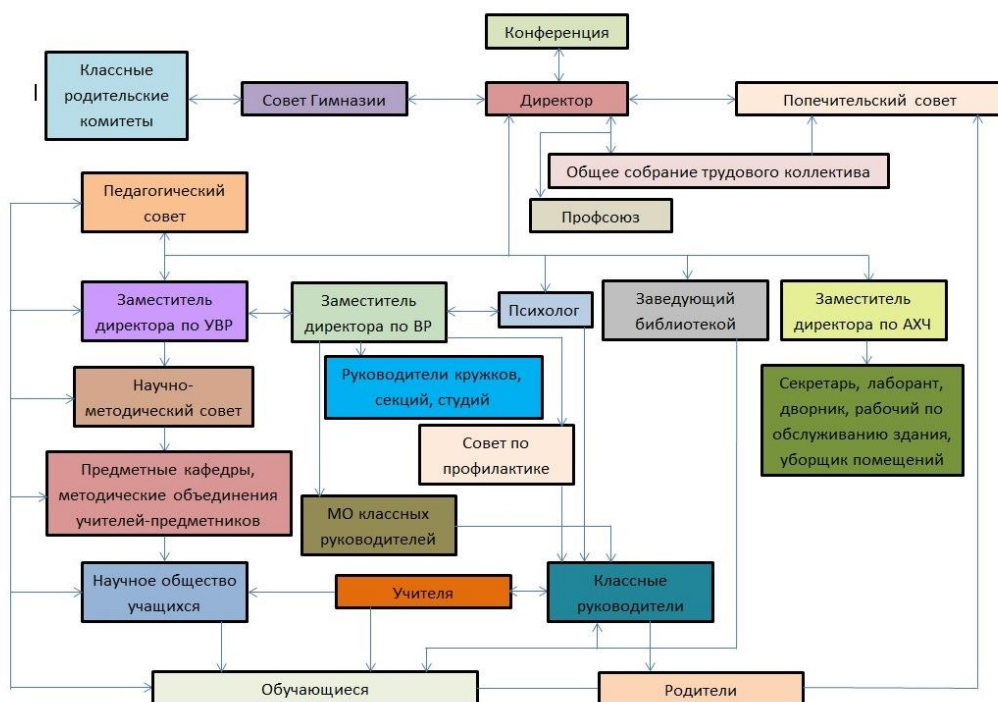 Конференция
Классные
родительские
комитеты
Совет Гимназии
Директор
Попечительский совет
Общее собрание трудового коллектива
Педагогический
совет
Профсоюз
Заместитель
директора по УВР
Заместитель
директора по ВР
Психолог
Заведующий
библиотекой
Заместитель
директора по АХЧ
Руководители кружков,
секций, студий
Научно-
методический совет
Секретарь, лаборант,
дворник, рабочий по
обслуживанию здания,
уборщик помещений
Совет по
профилактике
Предметные кафедры,
методические объединения
учителей-предметников
МО классных
руководителей
Научное общество
учащихся
Учителя
Классные
руководители
Обучающиеся
Родители